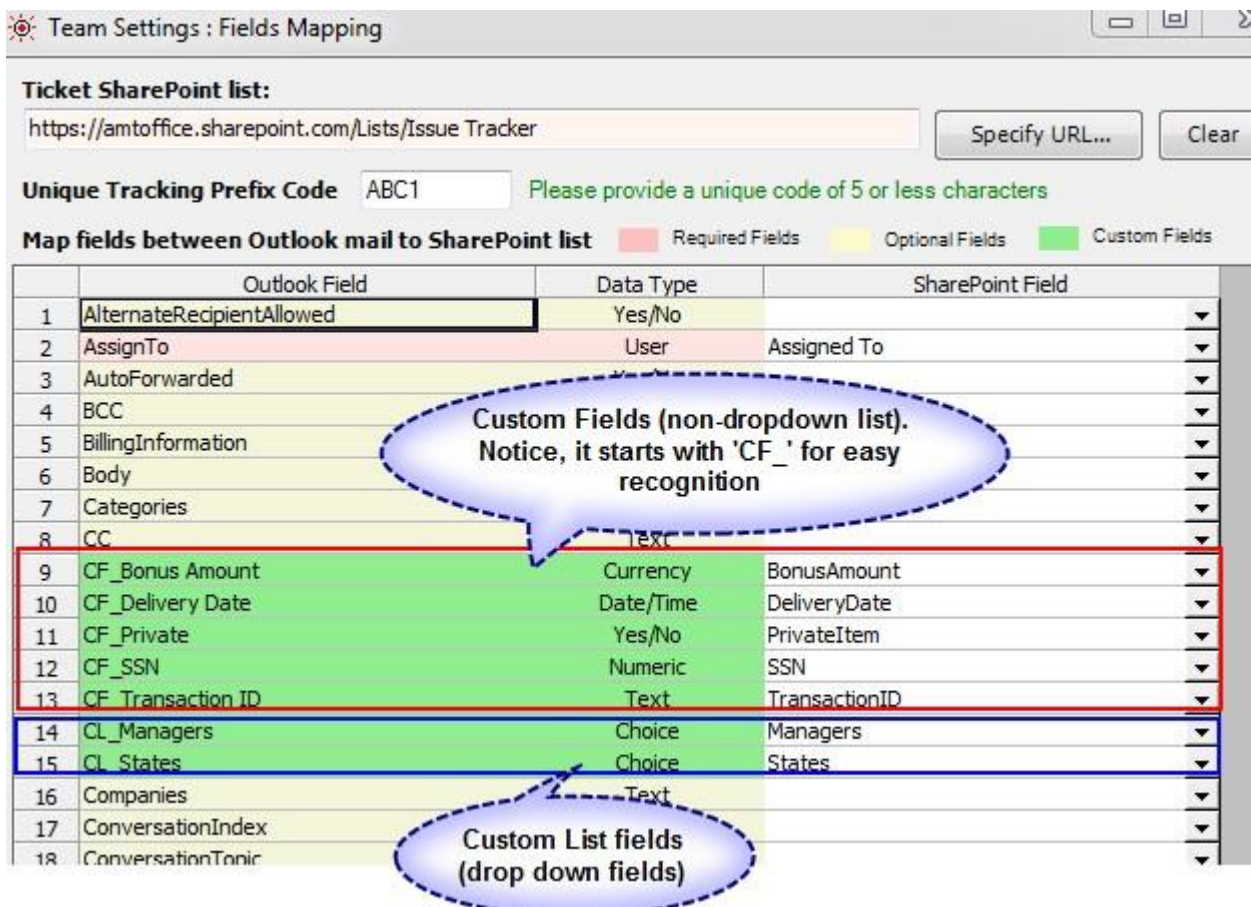 Team Settings : Fields Mapping
Ticket SharePoint list:
https://amtoffice.sharepoint.com/Lists/Issue Tracker
Specify URL...
Clear
Unique Tracking Prefix Code ABC1 Please provide a unique code of 5 or less characters
Map fields between Outlook mail to SharePoint list Required Fields Optional Fields Custom Fields
Outlook Field Data Type SharePoint Field
1 AlternateRecipientAllowed Yes/No
2 AssignTo User Assigned To
3 AutoForwarded
4 BCC
5 BillingInformation
6 Body
7 Categories
Custom Fields (non-dropdown list).
Notice, it starts with 'CF_' for easy
recognition
8 CC Text
9 CF_Bonus Amount Currency BonusAmount
10 CF_Delivery Date Date/Time DeliveryDate
11 CF_Private Yes/No PrivateItem
12 CF_SSN Numeric SSN
13 CF_Transaction ID Text TransactionID
14 CL_Managers Choice Managers
15 CL_States Choice States
16 Companies Text
17 ConversationIndex
18 ConversationTopic
Custom List fields
(drop down fields)